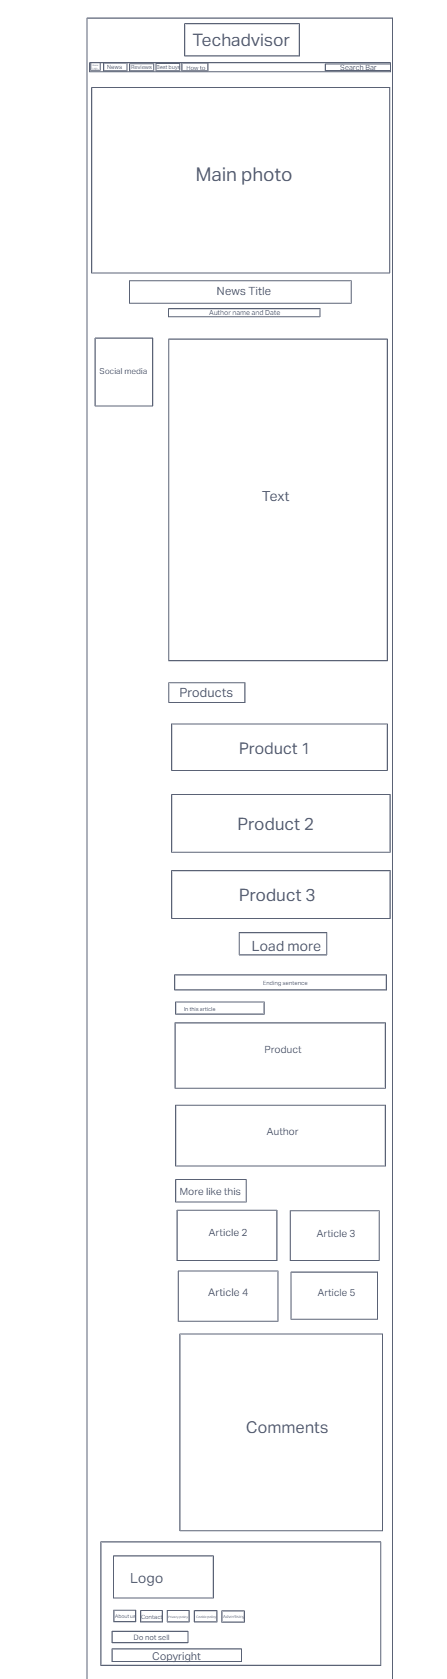 Techadvisor
News Reviews Best buys How to Search Bar
Main photo
News Title
Author name and Date
Social media
Text
Products
Product 1
Product 2
Product 3
Load more
Ending sentence
In this article
Product
Author
More like this
Article 2 Article 3
Article 4 Article 5
Comments
Logo
About us Contact Advertising
Do not sell
Copyright